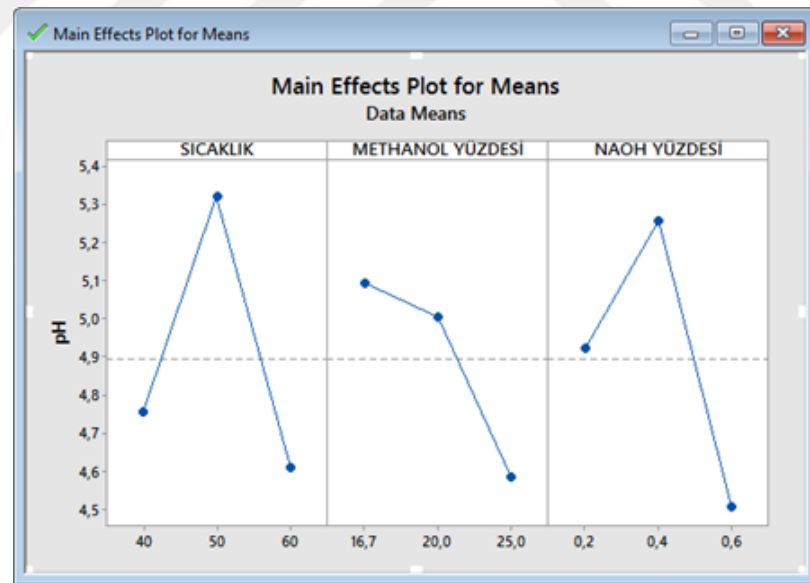 Main Effects Plot for Means
Main Effects Plot for Means
Data Means
SICAKLIK METHANOL YÜZDESİ NAOH YÜZDESİ
5,4
5,3
5,2
5,1
5,0
4,9
4,8
4,7
4,6
4,5
pH
40 50 60 16,7 20,0 25,0 0,2 0,4 0,6